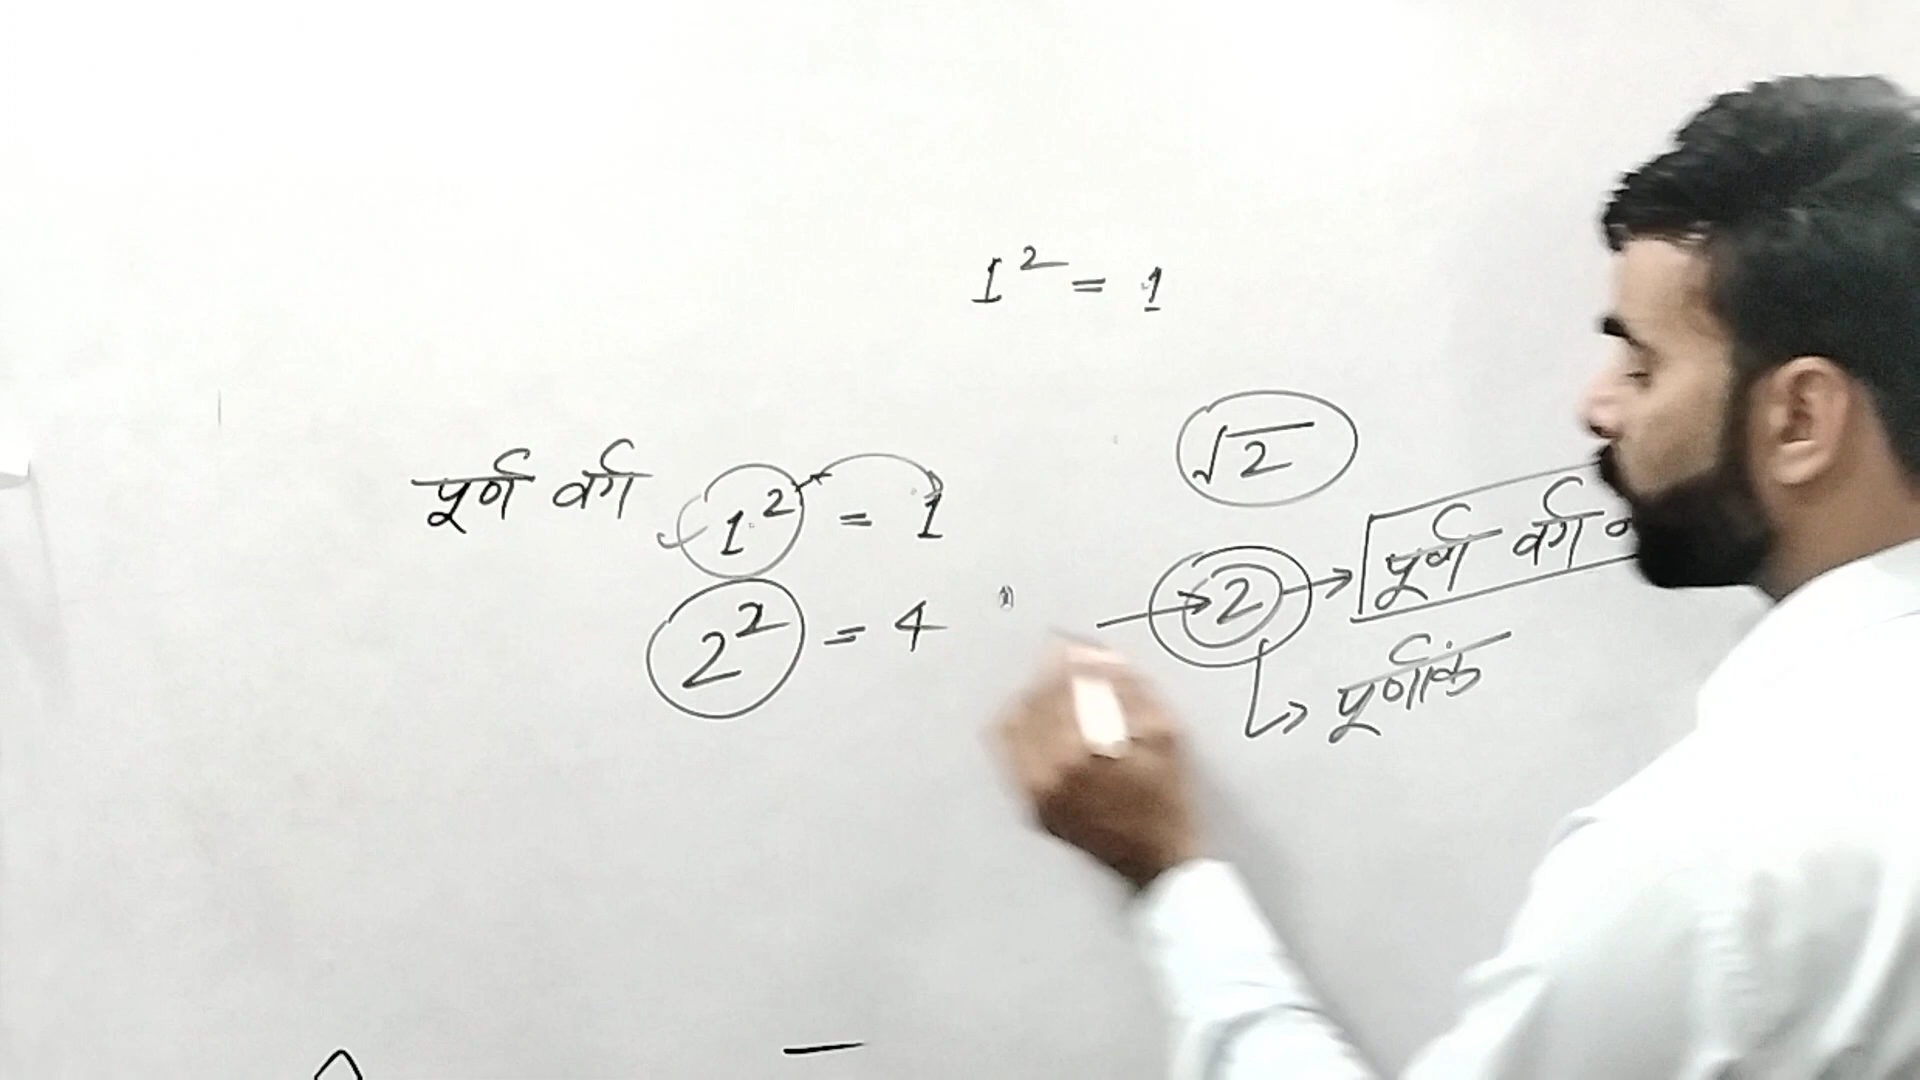 1² = 1
√2
पूर्ण वर्ग 1² = 1
2 → पूर्ण वर्ग
2² = 4
पूर्णांक